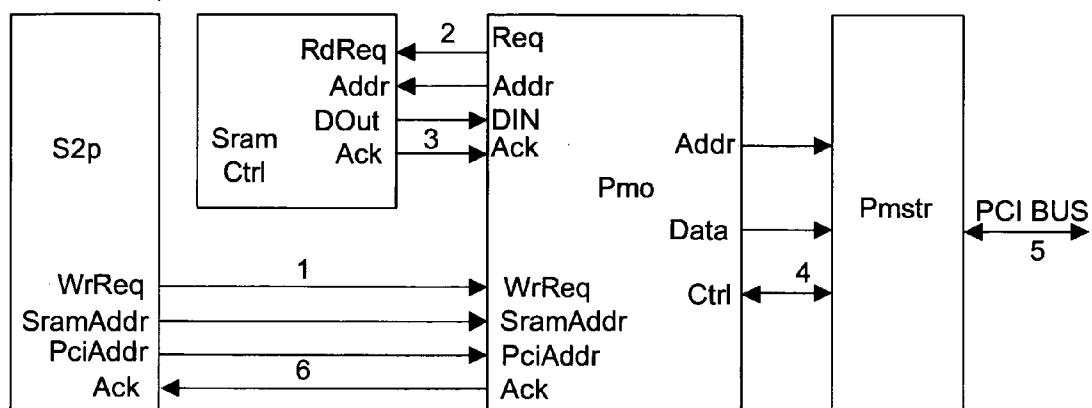 RdReq
2
Req
Addr
Addr
DOut
DIN
S2p
Sram
Ctrl
Ack
3
Ack
Addr
Pmo
Pmstr
PCI BUS
5
Data
1
4
WrReq
WrReq
Ctrl
SramAddr
SramAddr
PciAddr
PciAddr
6
Ack
Ack